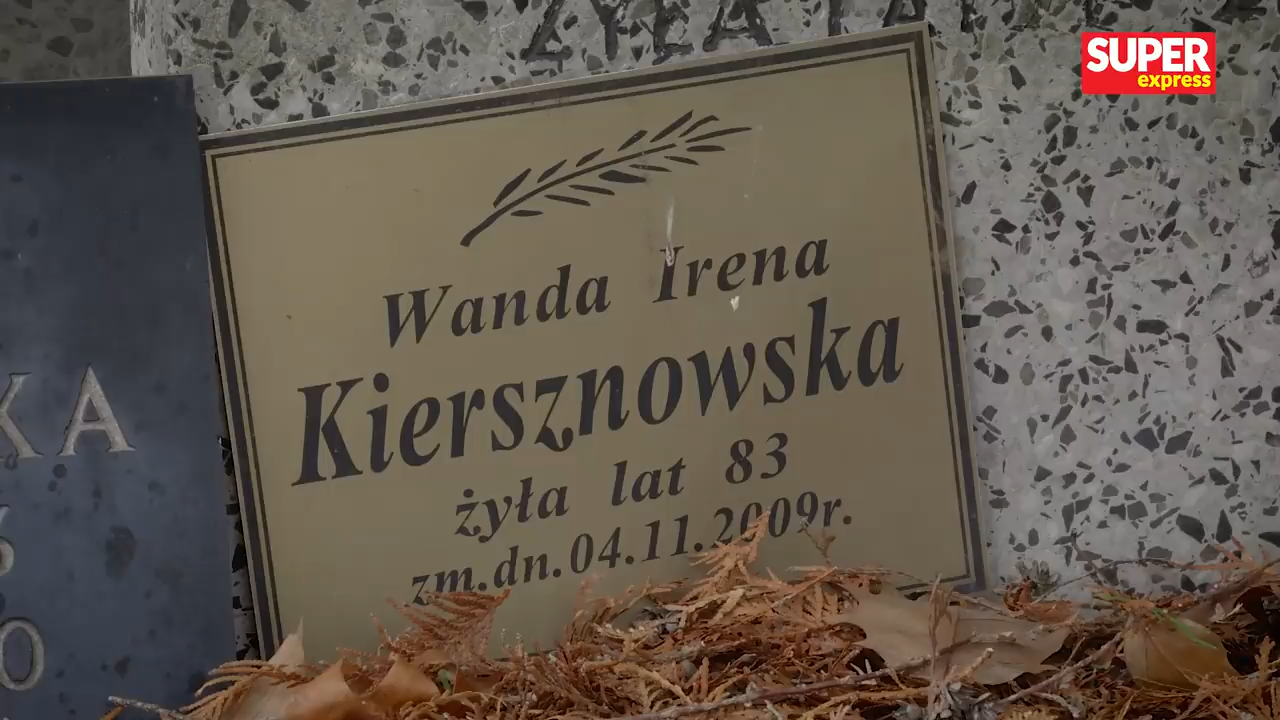 SUPER
express
Wanda Irena
Kiersznowska
żyła lat 83
zm.dn.04.11.2009r.
KA